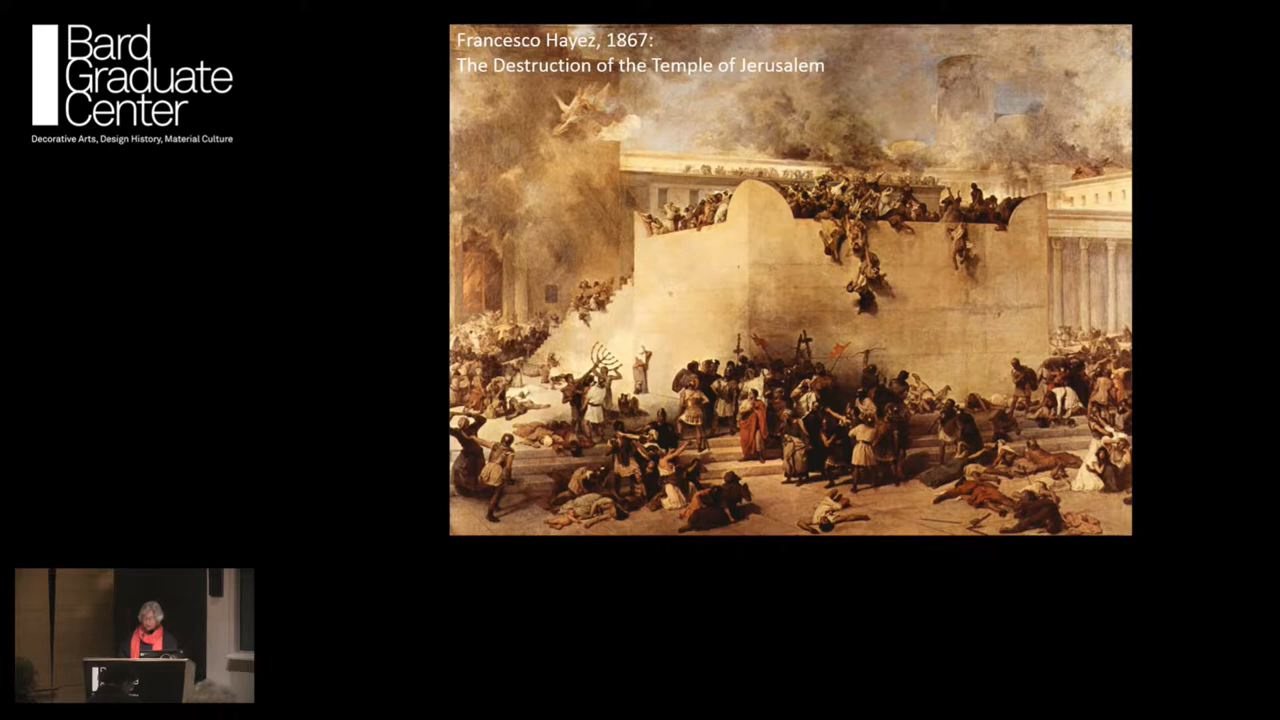 Bard
Graduate
Center
Decorative Arts, Design History, Material Culture
Francesco Hayez, 1867:
The Destruction of the Temple of Jerusalem